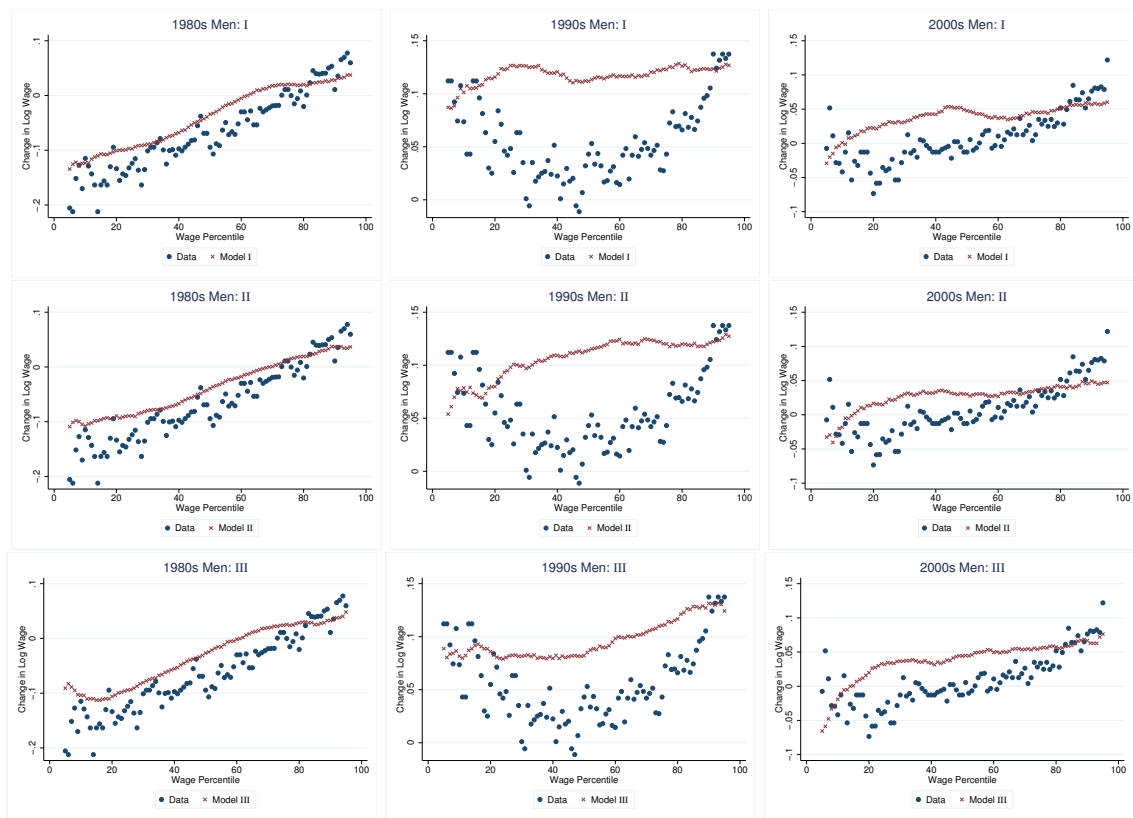 1980s Men: I
Change in Log Wage
.1
0
-.1
-.2
0 20 40 60 80 100
Wage Percentile
Data Model I
1990s Men: I
Change in Log Wage
.15
.1
.05
0
0 20 40 60 80 100
Wage Percentile
Data Model I
2000s Men: I
Change in Log Wage
.15
.1
.05
0
-.05
-.1
0 20 40 60 80 100
Wage Percentile
Data Model I
1980s Men: II
Change in Log Wage
.1
0
-.1
-.2
0 20 40 60 80 100
Wage Percentile
Data Model II
1990s Men: II
Change in Log Wage
.15
.1
.05
0
0 20 40 60 80 100
Wage Percentile
Data Model II
2000s Men: II
Change in Log Wage
.15
.1
.05
0
-.05
-.1
0 20 40 60 80 100
Wage Percentile
Data Model II
1980s Men: III
Change in Log Wage
.1
0
-.1
-.2
0 20 40 60 80 100
Wage Percentile
Data Model III
1990s Men: III
Change in Log Wage
.15
.1
.05
0
0 20 40 60 80 100
Wage Percentile
Data Model III
2000s Men: III
Change in Log Wage
.15
.1
.05
0
-.05
-.1
0 20 40 60 80 100
Wage Percentile
Data Model III